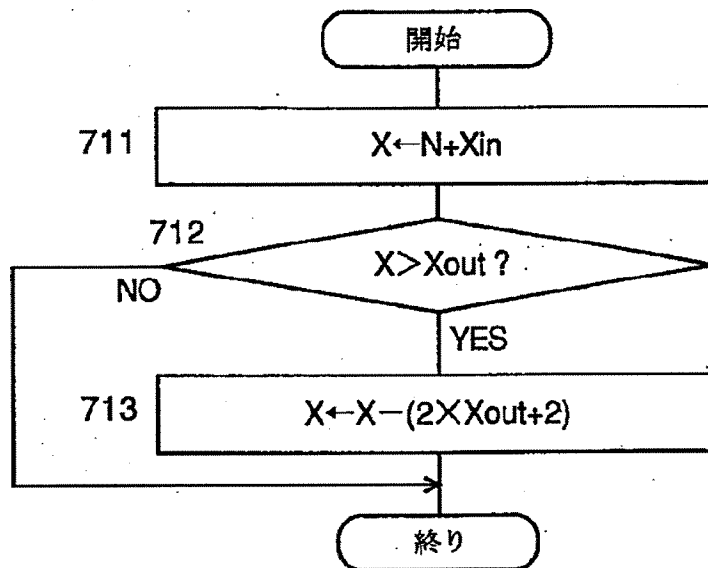 開始
711
X←N+Xin
712
X>Xout?
NO
YES
713
X←X-(2×Xout+2)
終り